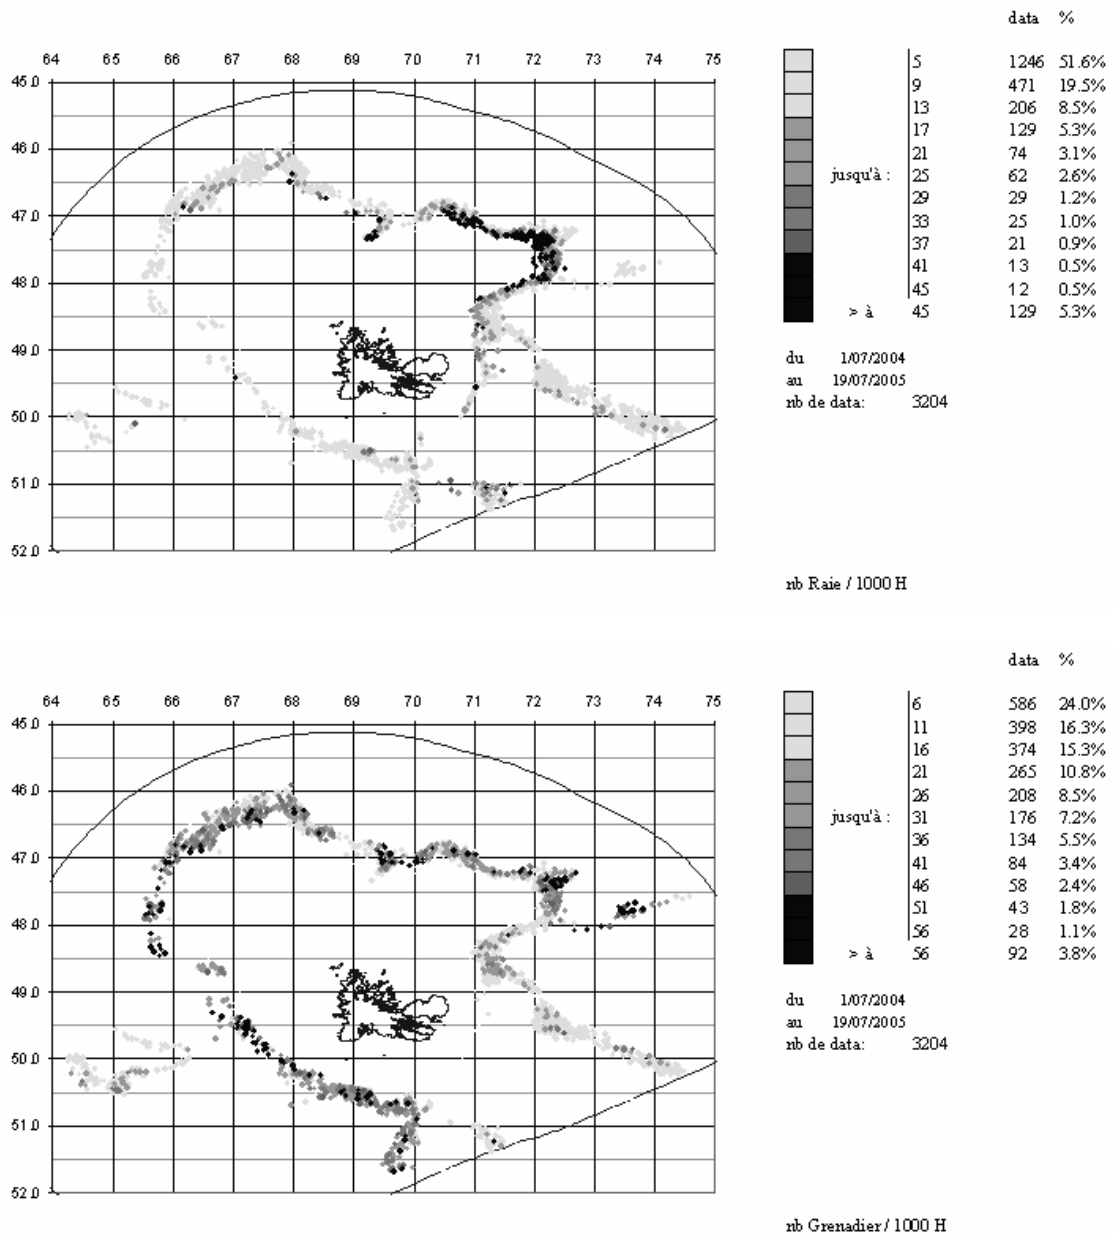 data %
64 65 66 67 68 69 70 71 72 73 74 75
45.0
46.0
47.0
48.0
49.0
50.0
51.0
52.0
jusqu'à :
5 1246 51.6%
9 471 19.5%
13 206 8.5%
17 129 5.3%
21 74 3.1%
25 62 2.6%
29 29 1.2%
33 25 1.0%
37 21 0.9%
41 13 0.5%
45 12 0.5%
> à 45 129 5.3%
du 1/07/2004
au 19/07/2005
nb de data: 3204
nb Raie / 1000 H
data %
64 65 66 67 68 69 70 71 72 73 74 75
45.0
46.0
47.0
48.0
49.0
50.0
51.0
52.0
jusqu'à :
6 586 24.0%
11 398 16.3%
16 374 15.3%
21 265 10.8%
26 208 8.5%
31 176 7.2%
36 134 5.5%
41 84 3.4%
46 58 2.4%
51 43 1.8%
56 28 1.1%
> à 56 92 3.8%
du 1/07/2004
au 19/07/2005
nb de data: 3204
nb Grenadier / 1000 H